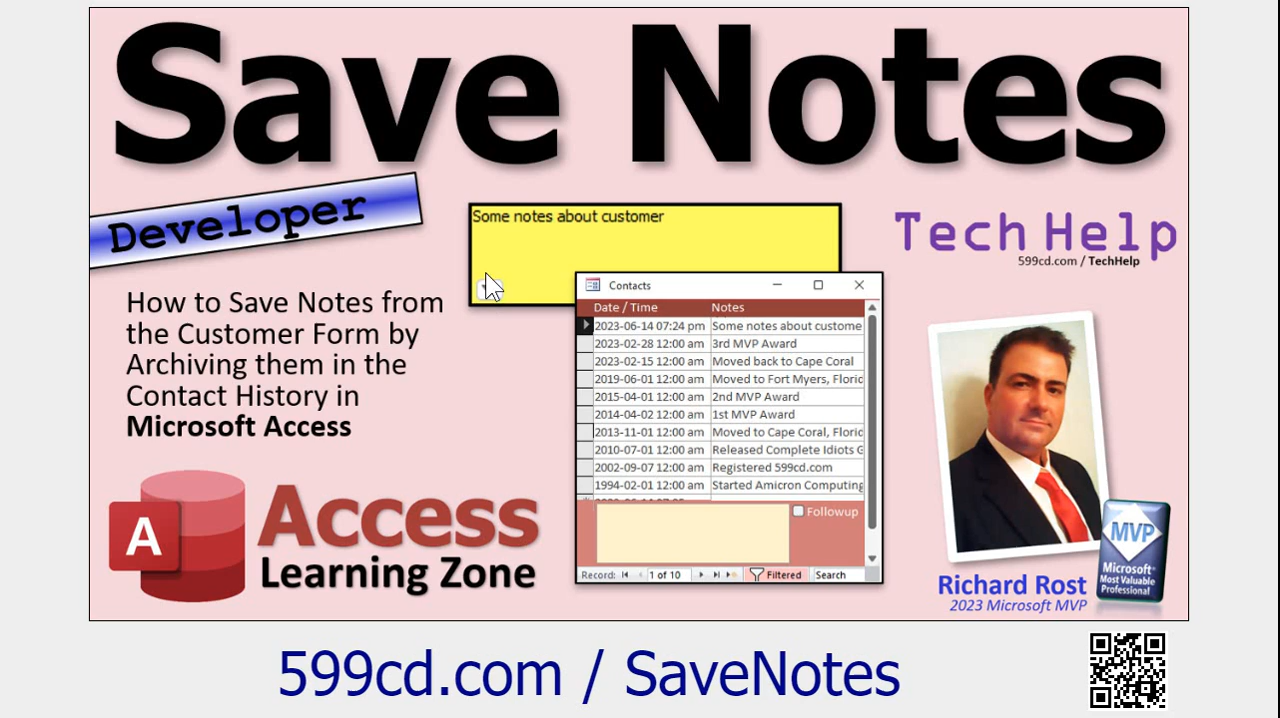 Save Notes
Developer
Some notes about customer
Tech Help
599cd.com / TechHelp
How to Save Notes from
the Customer Form by
Archiving them in the
Contact History in
Microsoft Access
Contacts
Date / Time Notes
2023-06-14 07:24 pm Some notes about custome
2023-02-28 12:00 am 3rd MVP Award
2023-02-15 12:00 am Moved back to Cape Coral
2019-06-01 12:00 am Moved to Fort Myers, Floric
2015-04-01 12:00 am 2nd MVP Award
2014-04-02 12:00 am 1st MVP Award
2013-11-01 12:00 am Moved to Cape Coral, Floric
2010-07-01 12:00 am Released Complete Idiots G
2002-09-07 12:00 am Registered 599cd.com
1994-02-01 12:00 am Started Amicron Computing
Followup
Record: 1 of 10 Filtered Search
A
Access
Learning Zone
MVP
Microsoft®
Most Valuable
Professional
Richard Rost
2023 Microsoft MVP
599cd.com / SaveNotes